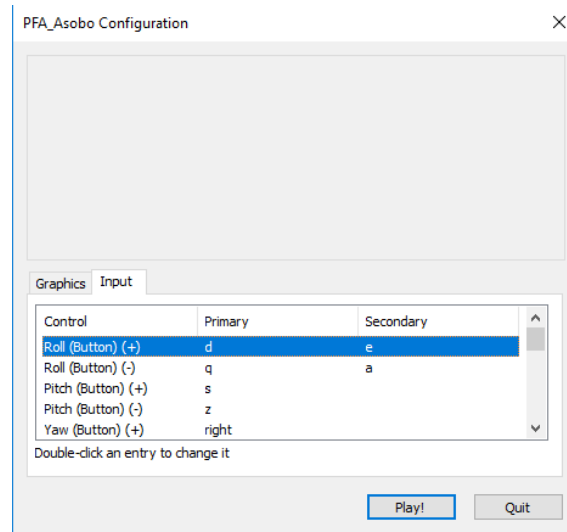 PFA_Asobo Configuration
Graphics Input
Control Primary Secondary
Roll (Button) (+) d e
Roll (Button) (-) q a
Pitch (Button) (+) s
Pitch (Button) (-) z
Yaw (Button) (+) right
Double-click an entry to change it
Play! Quit